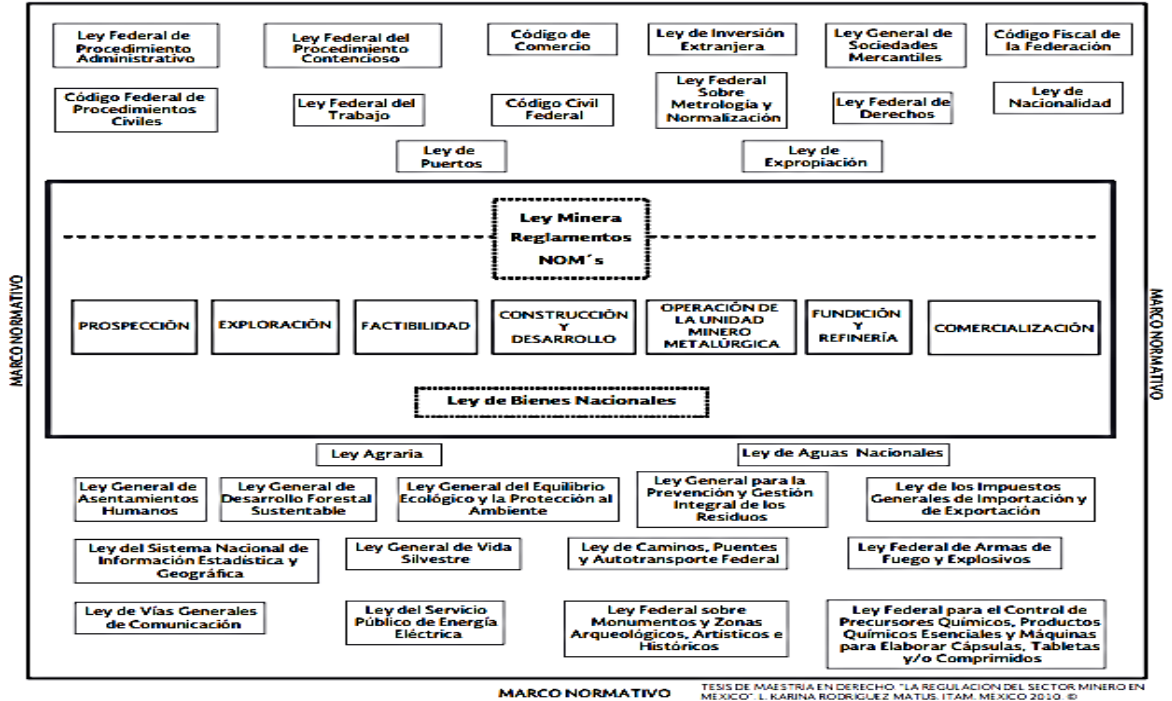 Ley Federal de
Procedimiento
Administrativo
Ley Federal del
Procedimiento
Contencioso
Código de
Comercio
Ley de Inversión
Extranjera
Ley General de
Sociedades
Mercantiles
Código Fiscal de
la Federación
Código Federal de
Procedimientos
Civiles
Ley Federal del
Trabajo
Código Civil
Federal
Ley Federal
Sobre
Metrología y
Normalización
Ley Federal de
Derechos
Ley de
Nacionalidad
Ley de
Puertos
Ley de
Expropiación
MARCO NORMATIVO
Ley Minera
Reglamentos
NOM´s
PROSPECCIÓN
EXPLORACIÓN
FACTIBILIDAD
CONSTRUCCIÓN
Y
DESARROLLO
OPERACIÓN DE
LA UNIDAD
MINERO
METALÚRGICA
FUNDICIÓN
Y
REFINERÍA
COMERCIALIZACIÓN
Ley de Bienes Nacionales
MARCO NORMATIVO
Ley Agraria
Ley de Aguas Nacionales
Ley General de
Asentamientos
Humanos
Ley General de
Desarrollo Forestal
Sustentable
Ley General del Equilibrio
Ecológico y la Protección al
Ambiente
Ley General para la
Prevención y Gestión
Integral de los
Residuos
Ley de los Impuestos
Generales de Importación y
de Exportación
Ley del Sistema Nacional de
Información Estadística y
Geográfica
Ley General de Vida
Silvestre
Ley de Caminos, Puentes
y Autotransporte Federal
Ley Federal de Armas de
Fuego y Explosivos
Ley de Vías Generales
de Comunicación
Ley del Servicio
Público de Energía
Eléctrica
Ley Federal sobre
Monumentos y Zonas
Arqueológicos, Artísticos e
Históricos
Ley Federal para el Control de
Precursores Químicos, Productos
Químicos Esenciales y Máquinas
para Elaborar Cápsulas, Tabletas
y/o Comprimidos
MARCO NORMATIVO
TESIS DE MAESTRIA EN DERECHO. "LA REGULACION DEL SECTOR MINERO EN
MEXICO". L. KARINA RODRIGUEZ MATUS. ITAM. MEXICO 2010. ©